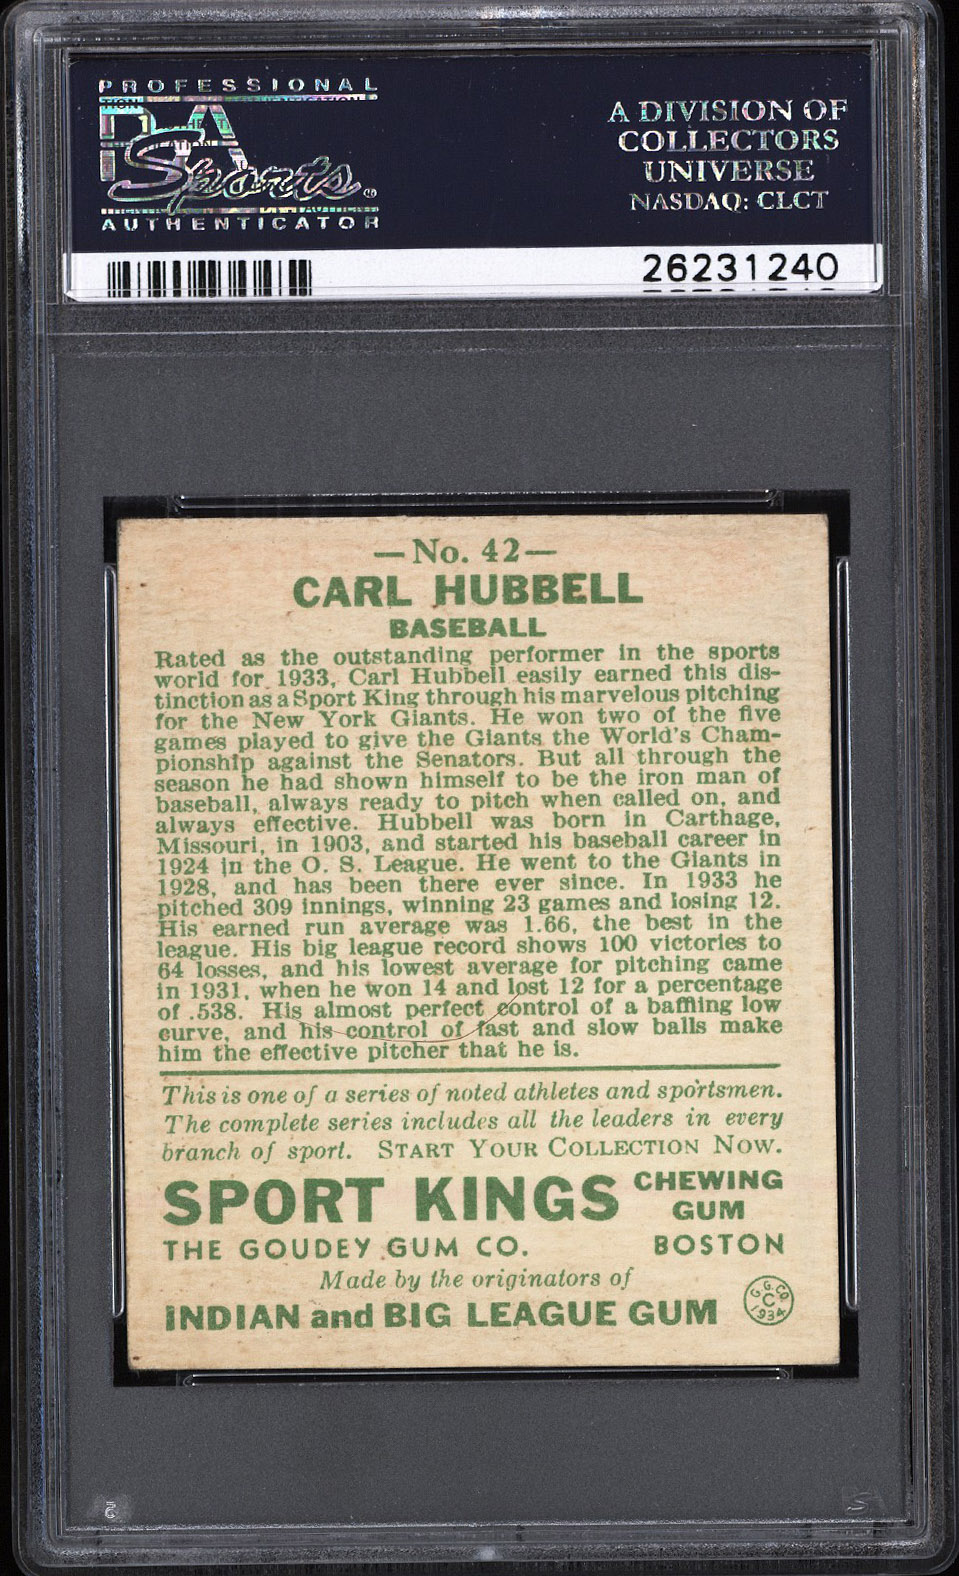 PROFESSIONAL
PSA
Sports
AUTHENTICATOR
A DIVISION OF
COLLECTORS
UNIVERSE
NASDAQ: CLCT
26231240
—No. 42—
CARL HUBBELL
BASEBALL
Rated as the outstanding performer in the sports
world for 1933, Carl Hubbell easily earned this dis-
tinction as a Sport King through his marvelous pitching
for the New York Giants. He won two of the five
games played to give the Giants the World's Cham-
pionship against the Senators. But all through the
season he had shown himself to be the iron man of
baseball, always ready to pitch when called on, and
always effective. Hubbell was born in Carthage,
Missouri, in 1903, and started his baseball career in
1924 in the O. S. League. He went to the Giants in
1928, and has been there ever since. In 1933 he
pitched 309 innings, winning 23 games and losing 12.
His earned run average was 1.66, the best in the
league. His big league record shows 100 victories to
64 losses, and his lowest average for pitching came
in 1931, when he won 14 and lost 12 for a percentage
of .538. His almost perfect control of a baffling low
curve, and his control of fast and slow balls make
him the effective pitcher that he is.
This is one of a series of noted athletes and sportsmen.
The complete series includes all the leaders in every
branch of sport. START YOUR COLLECTION NOW.
SPORT KINGS CHEWING GUM
THE GOUDEY GUM CO. BOSTON
Made by the originators of
INDIAN and BIG LEAGUE GUM
G.G.CO.
C
1934